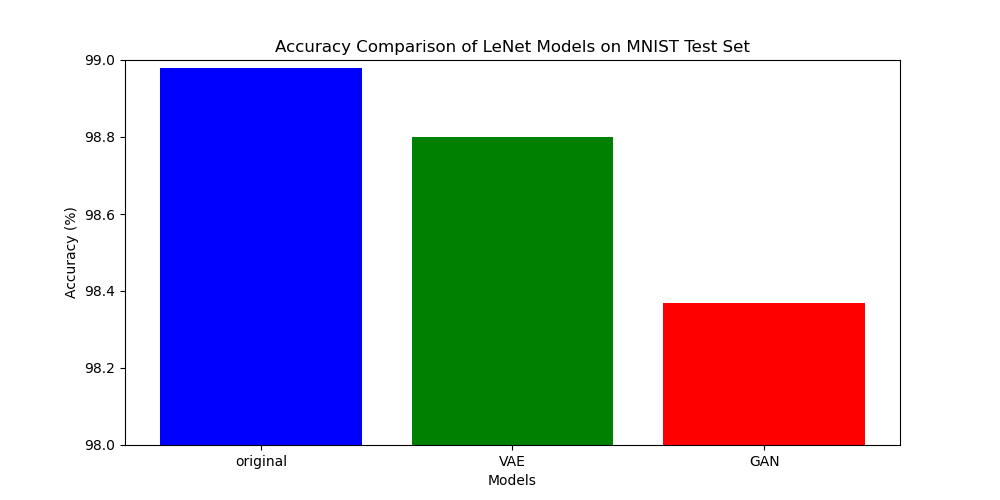 Accuracy Comparison of LeNet Models on MNIST Test Set
Accuracy (%)
99.0
98.8
98.6
98.4
98.2
98.0
original VAE GAN
Models